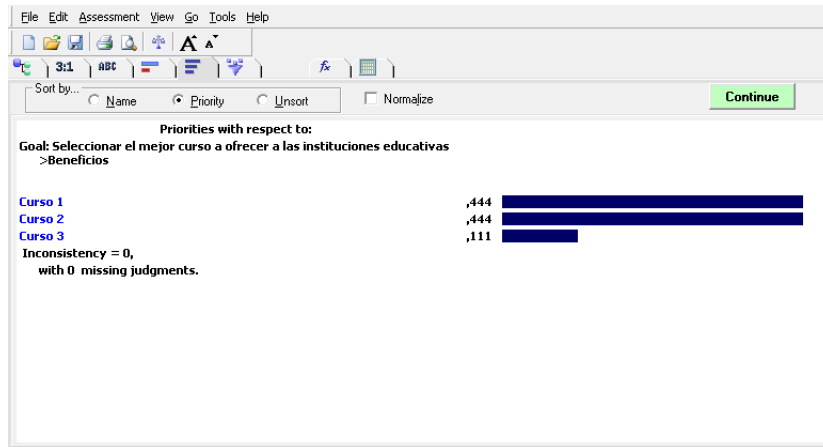 File Edit Assessment View Go Tools Help
A A
3:1 ABC fx
Sort by...
Name Priority Unsort Normalize Continue
Priorities with respect to:
Goal: Seleccionar el mejor curso a ofrecer a las instituciones educativas
>Beneficios
Curso 1 ,444
Curso 2 ,444
Curso 3 ,111
Inconsistency = 0,
with 0 missing judgments.